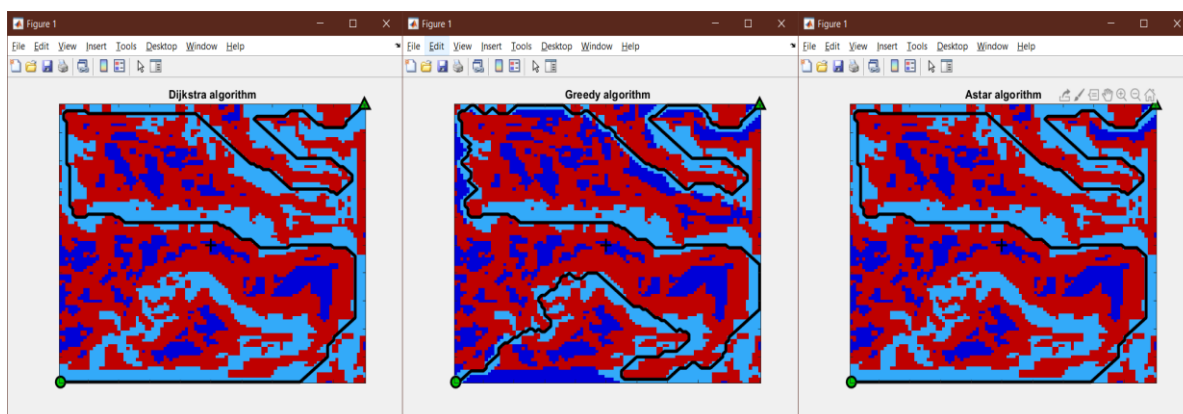 Figure 1
File Edit View Insert Tools Desktop Window Help
Dijkstra algorithm
Figure 1
File Edit View Insert Tools Desktop Window Help
Greedy algorithm
Figure 1
File Edit View Insert Tools Desktop Window Help
Astar algorithm